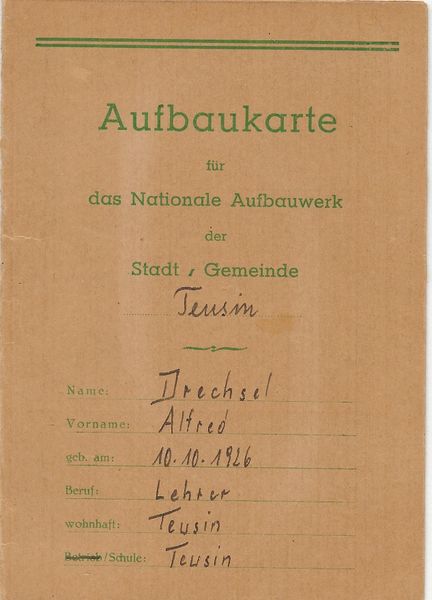 Aufbaukarte
für
das Nationale Aufbauwerk
der
Stadt, Gemeinde
Teusin
Name: Drechsel
Vorname: Alfred
geb. am: 10.10.1926
Beruf: Lehrer
wohnhaft: Teusin
Betrieb/Schule: Teusin